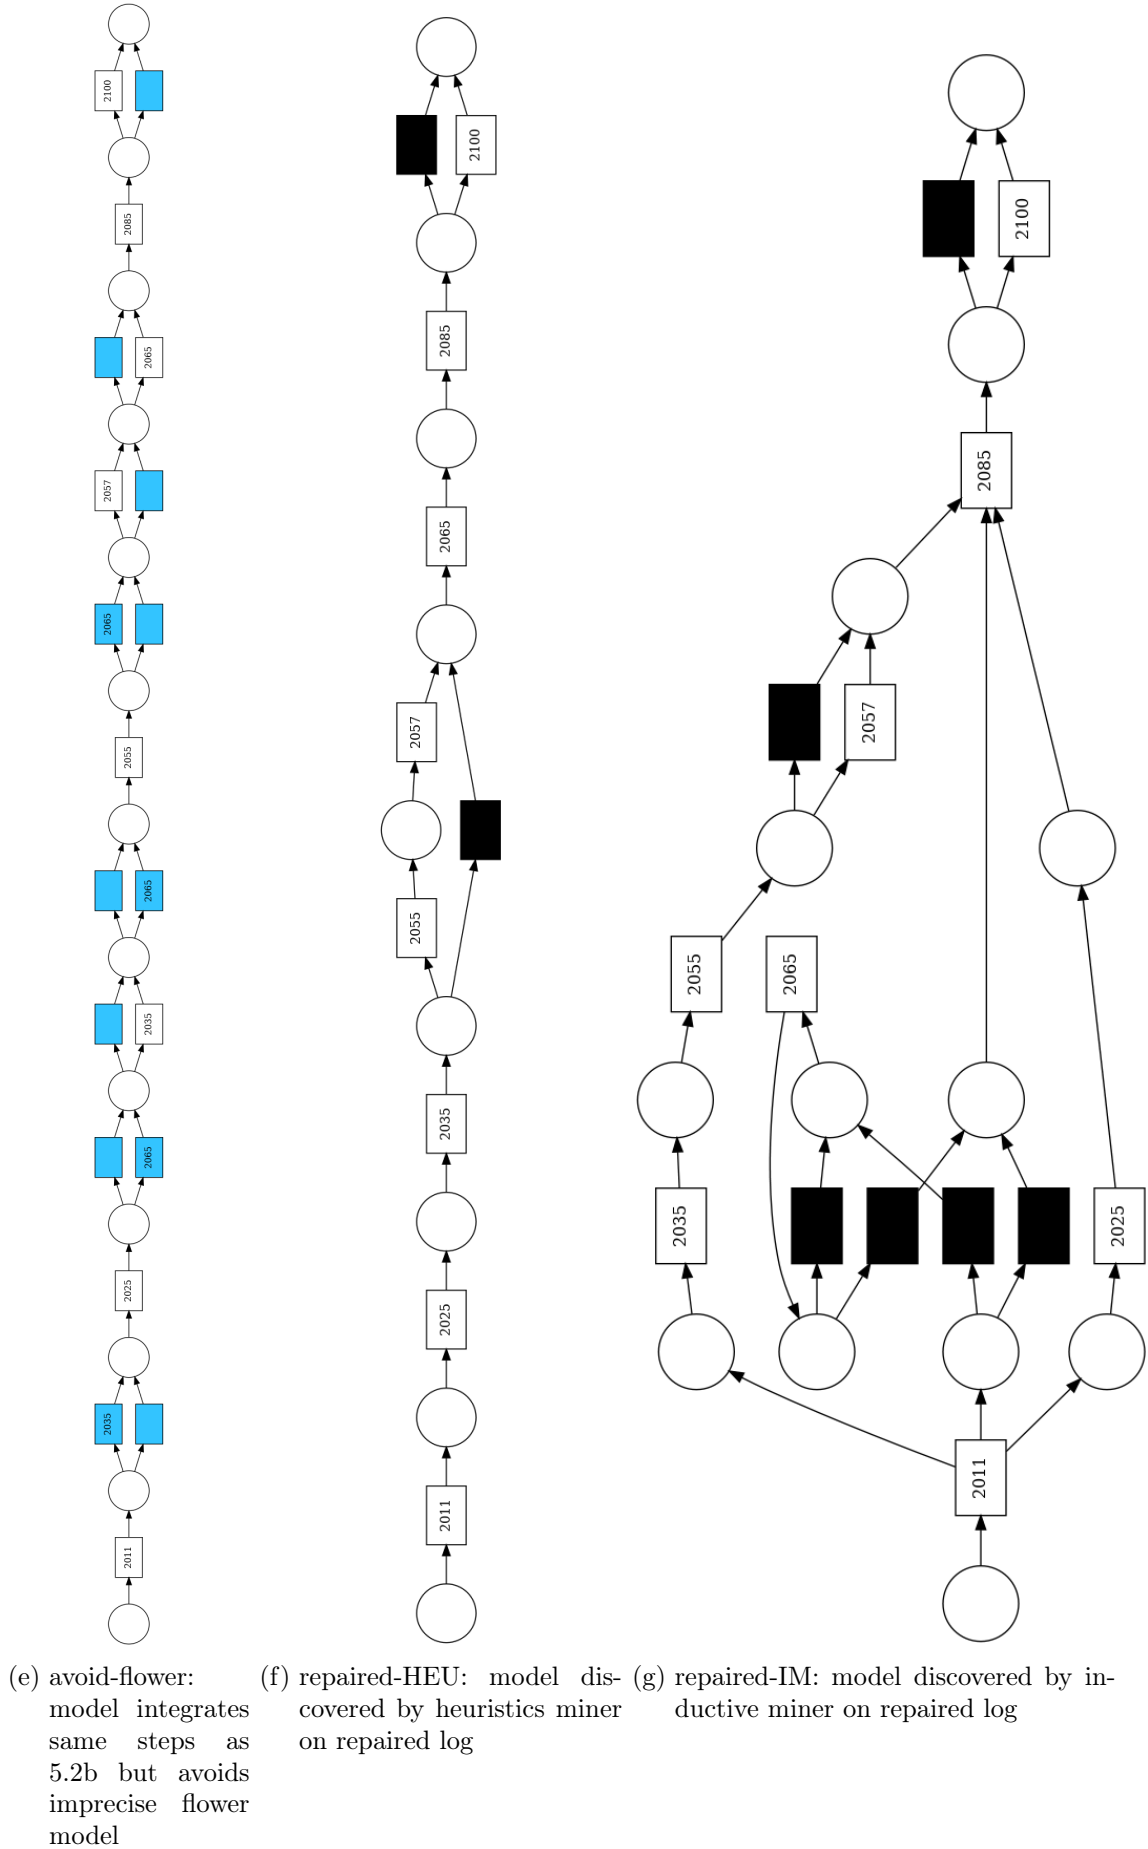 2100
2085
2065
2057
2065
2055
2065
2035
2065
2025
2035
2011
2100
2085
2065
2057
2055
2035
2025
2011
2100
2085
2057
2055
2065
2035
2025
2011
(e) avoid-flower:
model integrates
same steps as
5.2b but avoids
imprecise flower
model
(f) repaired-HEU: model dis-
covered by heuristics miner
on repaired log
(g) repaired-IM: model discovered by in-
ductive miner on repaired log